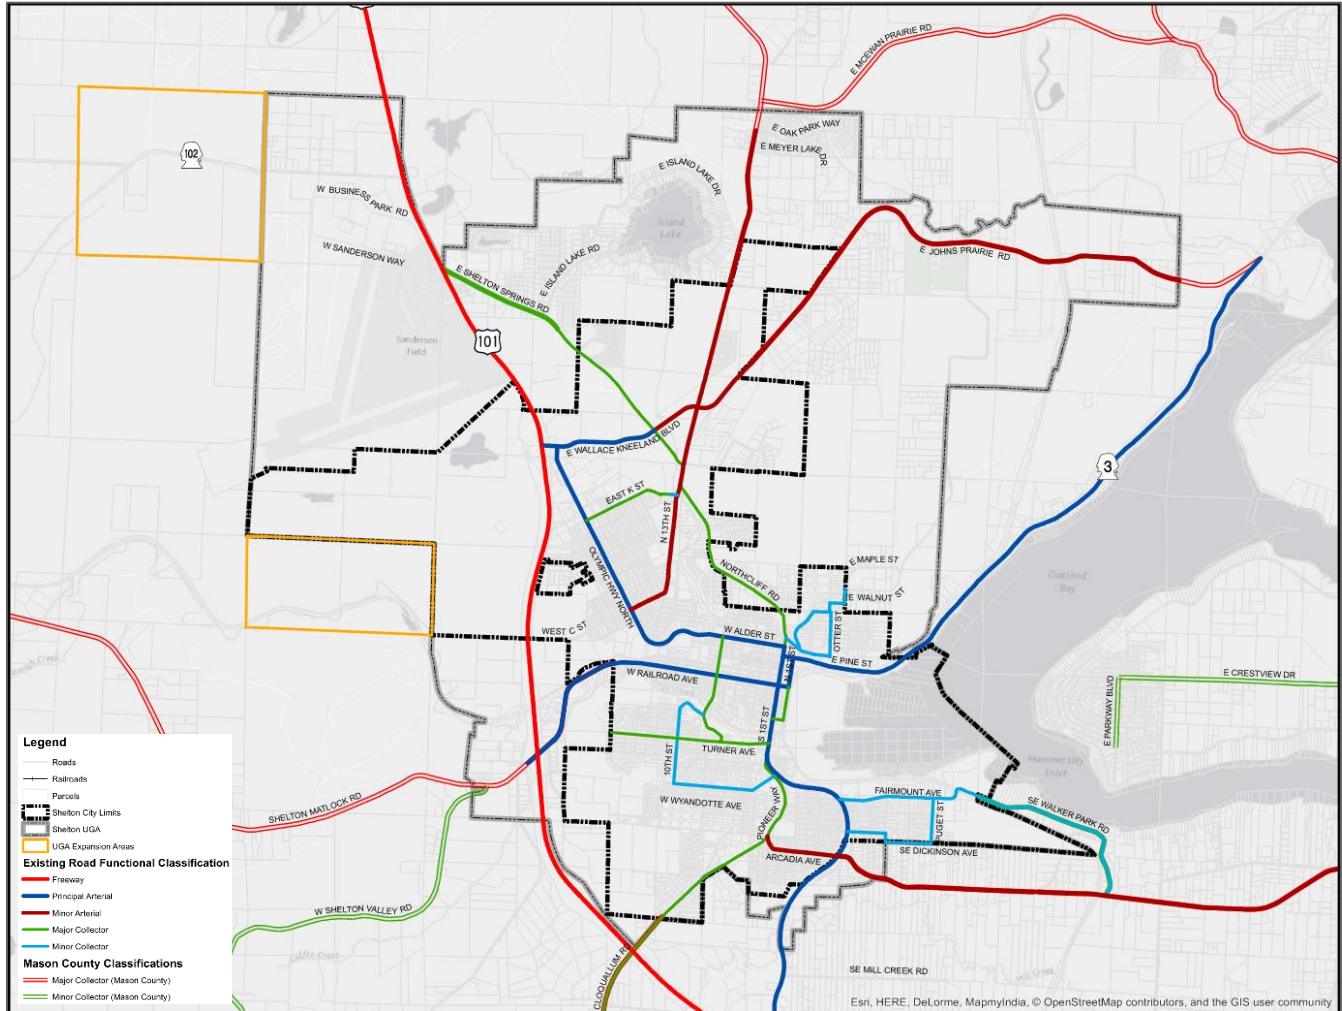 E MCEWAN PRAIRIE RD
E OAK PARK WAY
E MEYER LAKE DR
102
E ISLAND LAKE DR
W BUSINESS PARK RD
Island
Lake
W SANDERSON WAY
E ISLAND LAKE RD
E JOHNS PRAIRIE RD
E SHELTON SPRINGS RD
Sanderson
Field
101
E WALLACE KNEELAND BLVD
3
EAST K ST
N 13TH ST
OLYMPIC HWY NORTH
NORTHCLIFF RD
E MAPLE ST
E WALNUT ST
Oakland
Bay
WEST C ST
W ALDER ST
OTTER ST
N 1ST ST
E PINE ST
W RAILROAD AVE
E CRESTVIEW DR
E PARKWAY BLVD
S 1ST ST
TURNER AVE
10TH ST
Hammersley
Inlet
FAIRMOUNT AVE
W WYANDOTTE AVE
PIONEER WAY
PUGET ST
SE WALKER PARK RD
SHELTON MATLOCK RD
ARCADIA AVE
SE DICKINSON AVE
W SHELTON VALLEY RD
CLOQUALLUM RD
SE MILL CREEK RD
Legend
Roads
Railroads
Parcels
Shelton City Limits
Shelton UGA
UGA Expansion Areas
Existing Road Functional Classification
Freeway
Principal Arterial
Minor Arterial
Major Collector
Minor Collector
Mason County Classifications
Major Collector (Mason County)
Minor Collector (Mason County)
Esri, HERE, DeLorme, MapmyIndia, © OpenStreetMap contributors, and the GIS user community